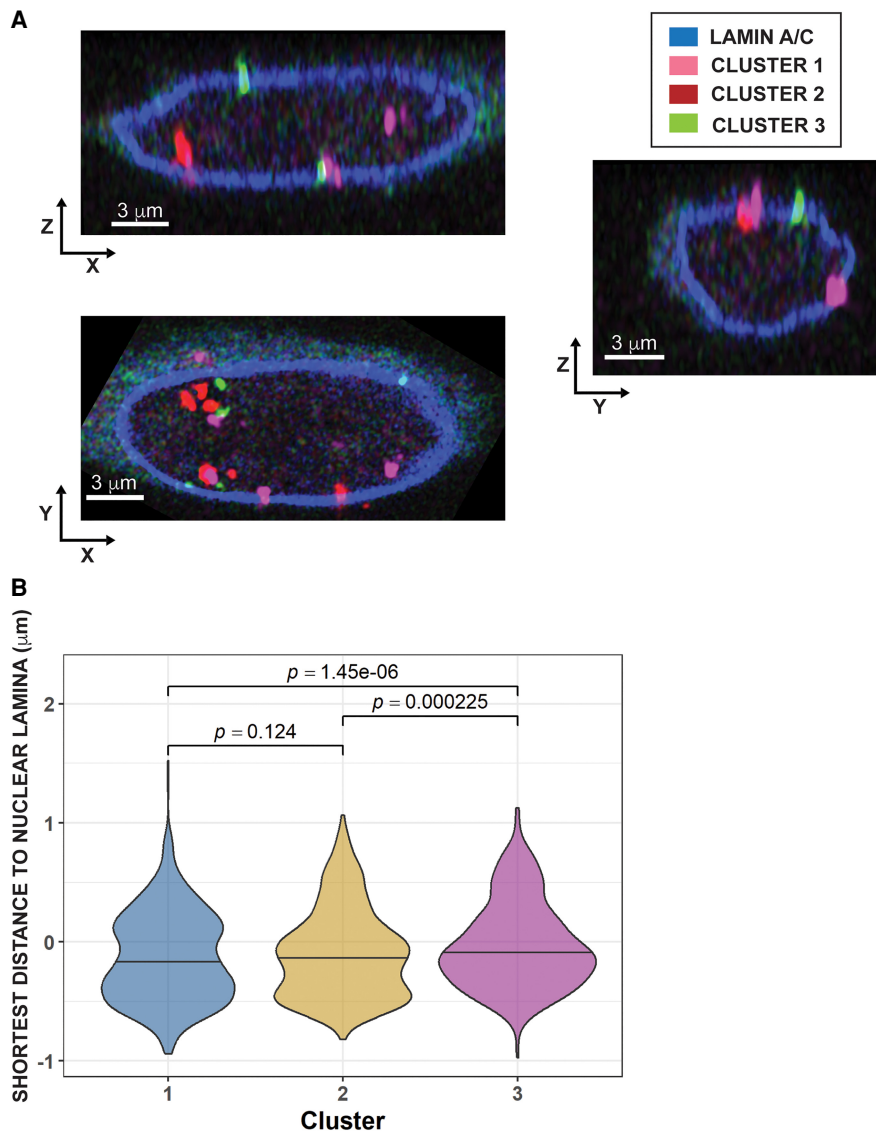 A
LAMIN A/C
CLUSTER 1
CLUSTER 2
CLUSTER 3
3 μm
Z
X
3 μm
Z
Y
3 μm
Y
X
B
SHORTEST DISTANCE TO NUCLEAR LAMINA (μm)
p = 1.45e-06
p = 0.000225
p = 0.124
2
1
0
-1
1
2
3
Cluster